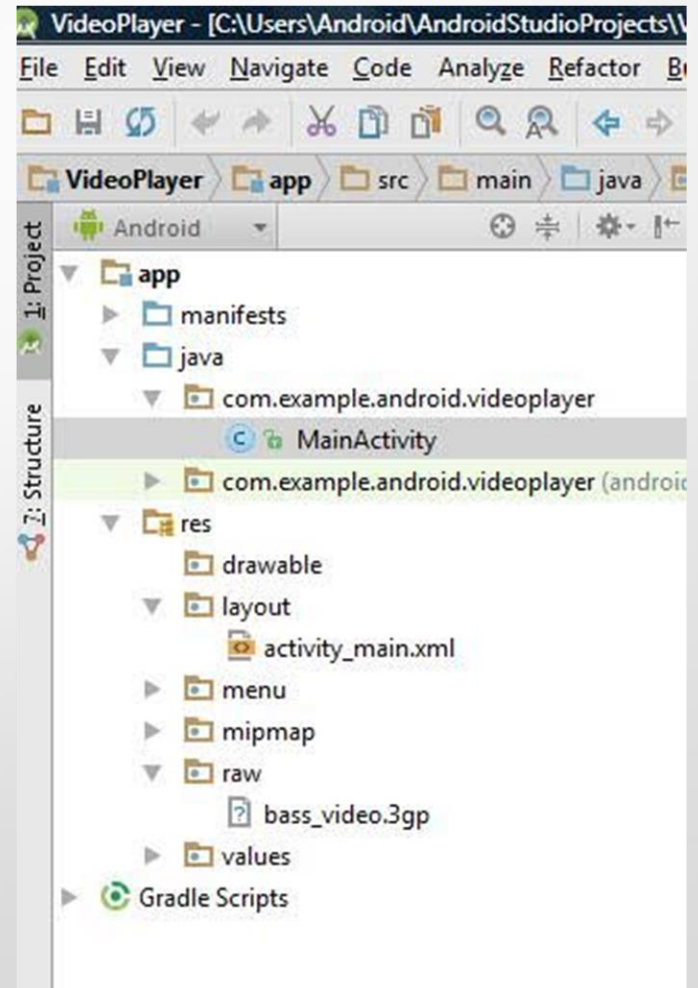 VideoPlayer - [C:\Users\Android\AndroidStudioProjects\
File Edit View Navigate Code Analyze Refactor
VideoPlayer app src main java
Android
1: Project
7: Structure
app
manifests
java
com.example.android.videoplayer
C MainActivity
com.example.android.videoplayer (android
res
drawable
layout
activity_main.xml
menu
mipmap
raw
? bass_video.3gp
values
Gradle Scripts